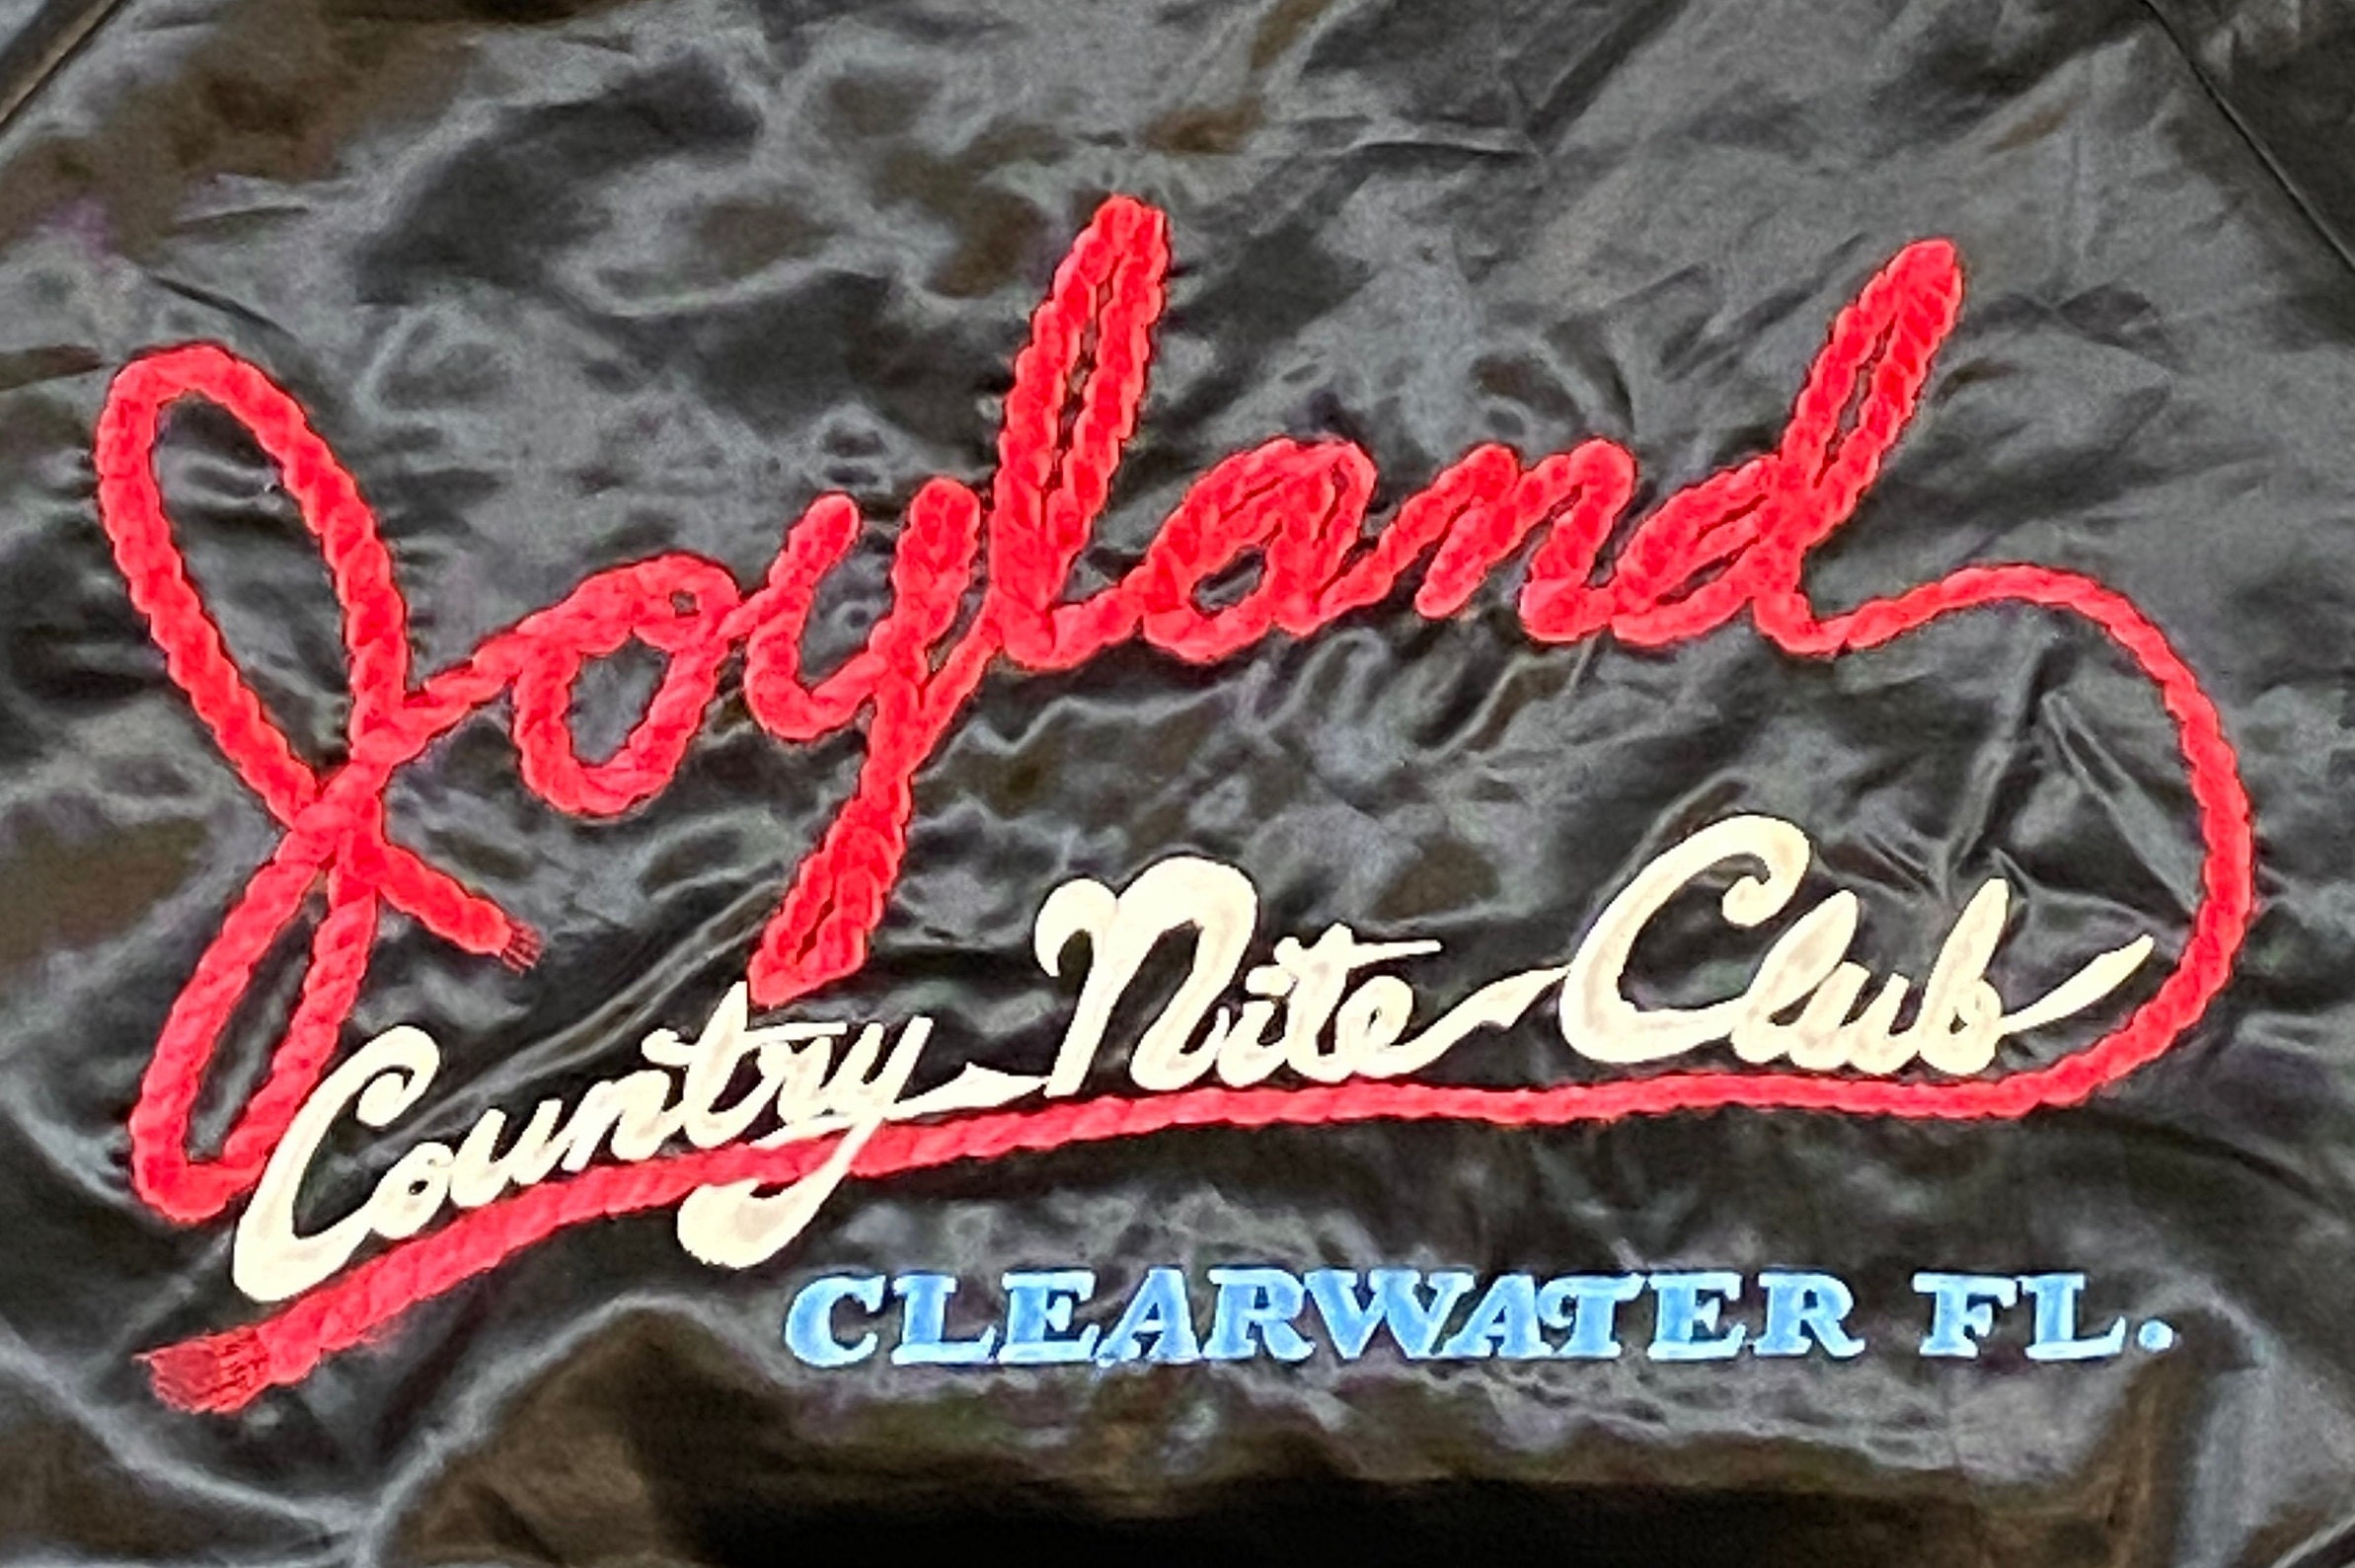 Joyland
Country Nite Club
CLEARWATER FL.